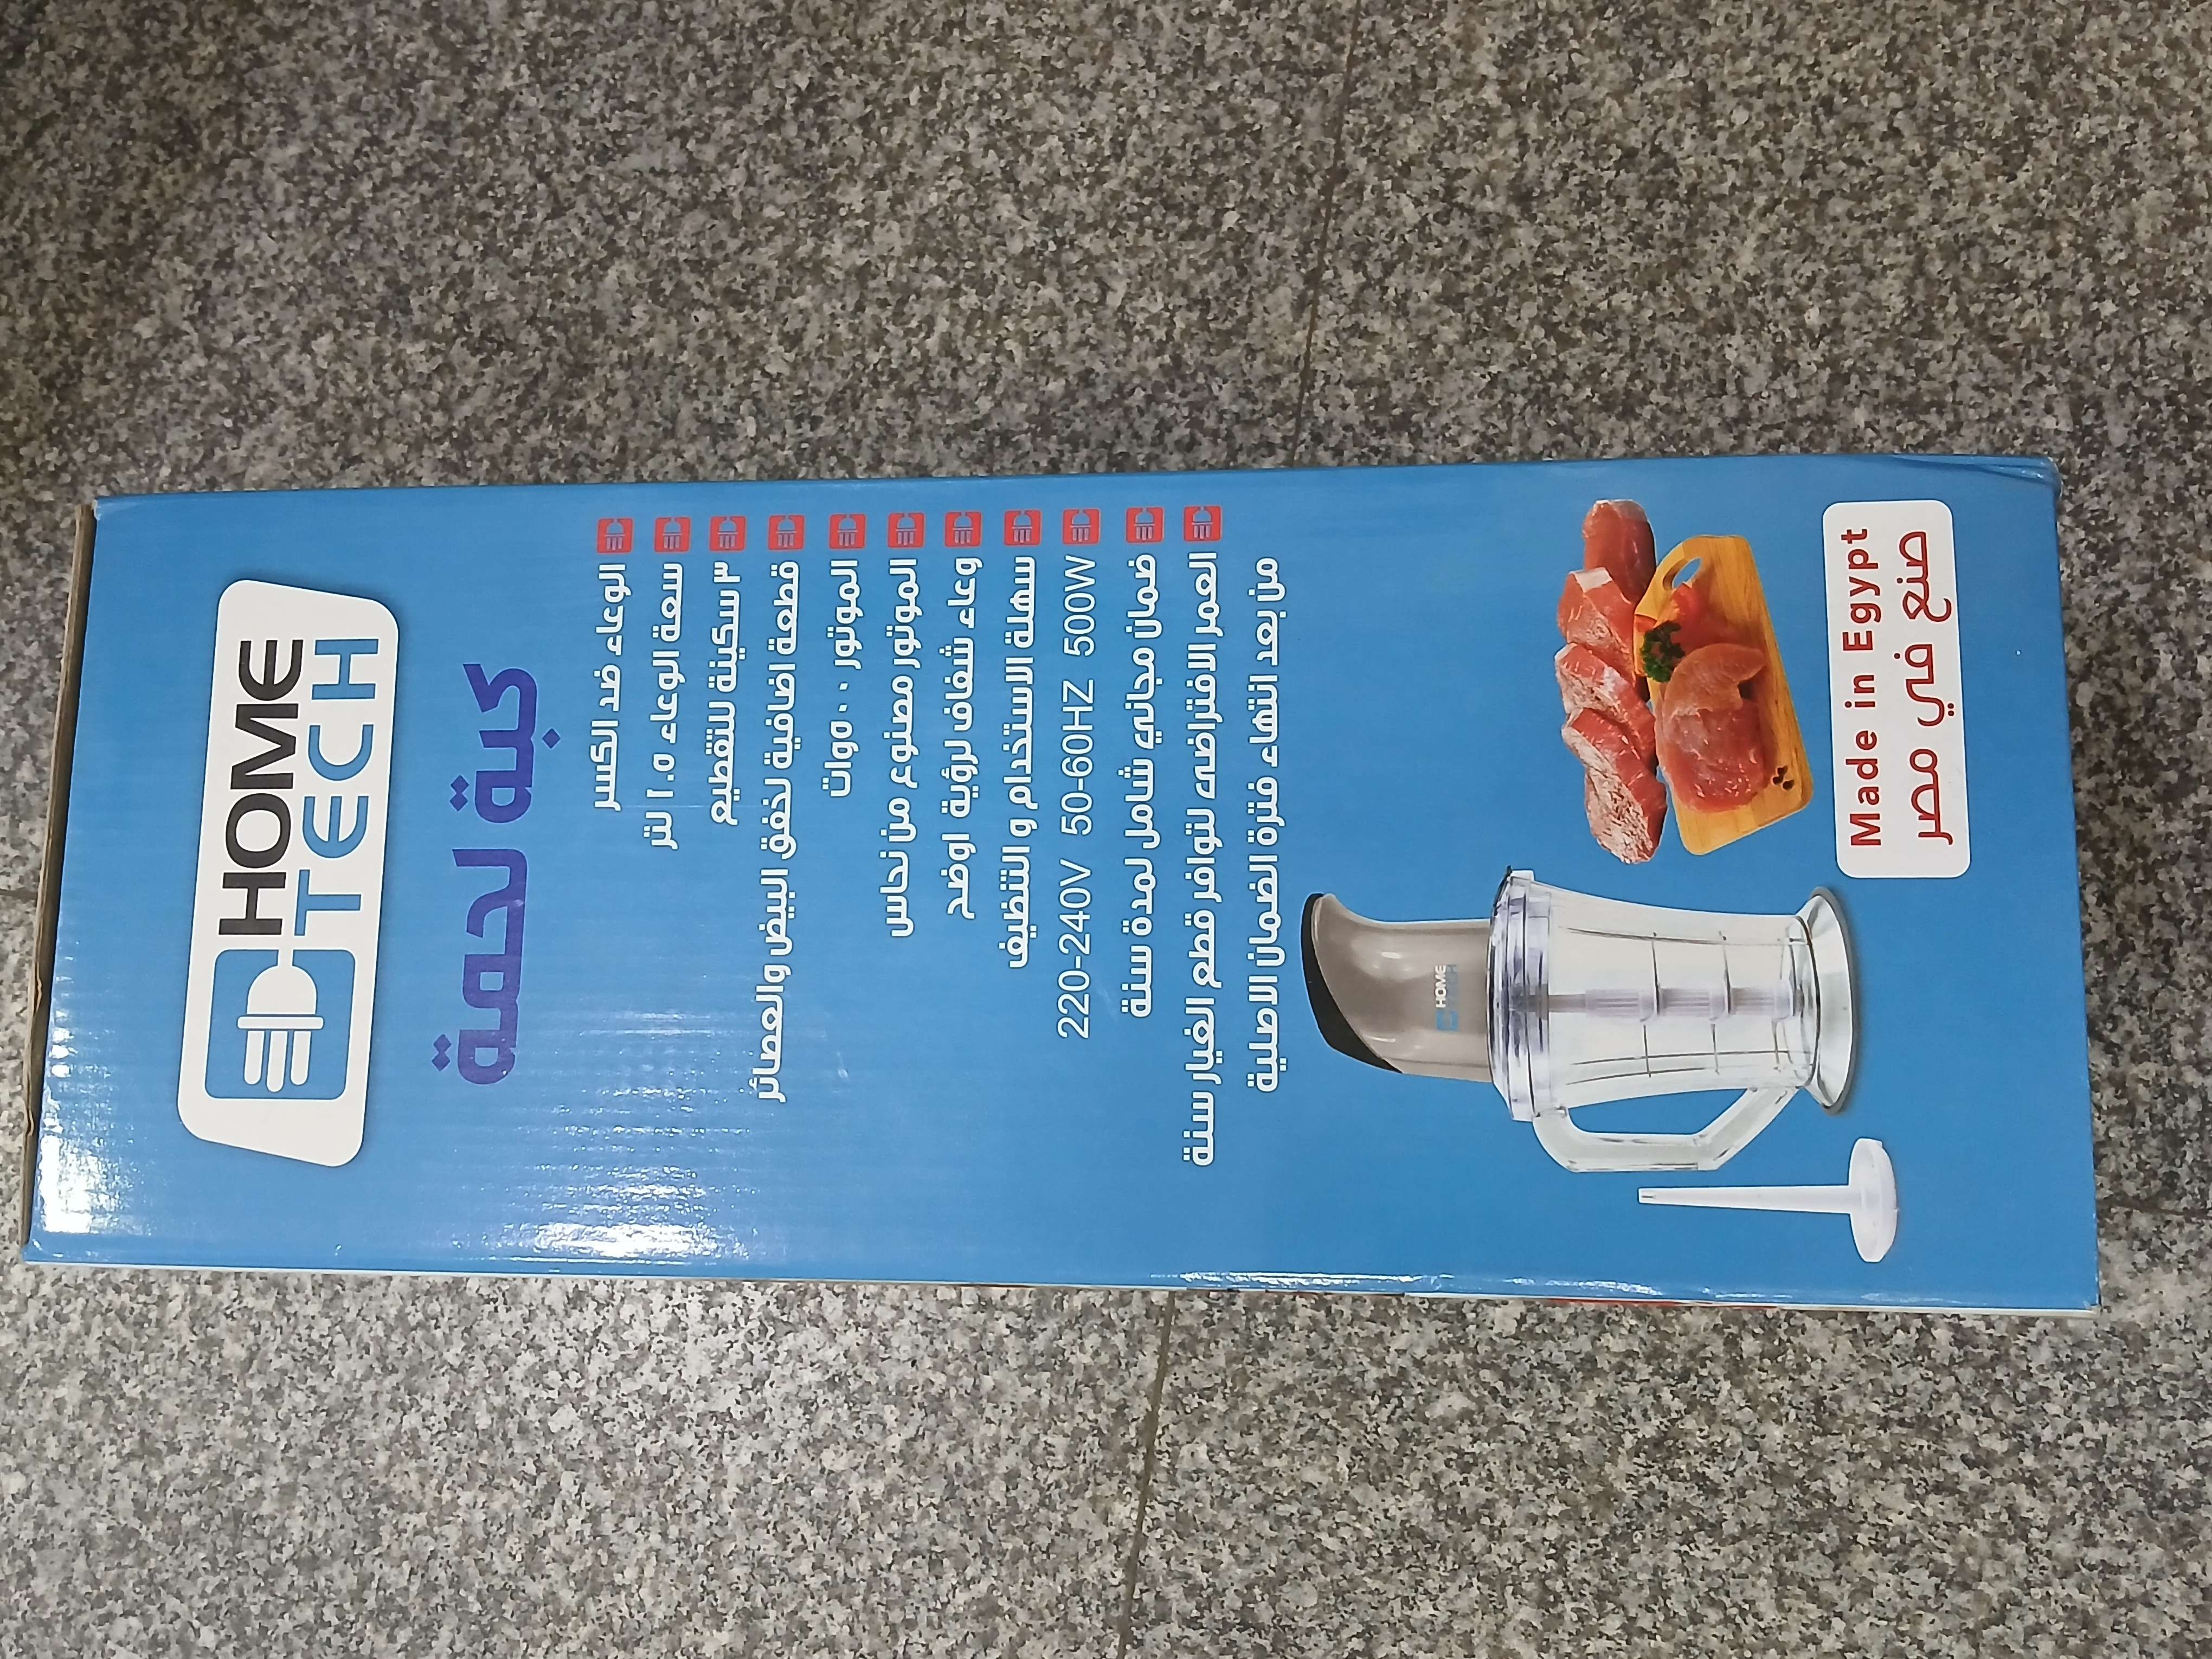 HOME
TECH
كبة لحمة
الوعاء ضد الكسر
سعة الوعاء ١.٥ لتر
٣ سكينة للتقطيع
قطعة اضافية لخفق البيض والعصائر
الموتور ٥٠٠ وات
الموتور مصنوع من نحاس
وعاء شفاف لرؤية اوضح
سهلة الاستخدام و التنظيف
220-240V 50-60HZ 500W
ضمان مجاني شامل لمدة سنة
العمر الافتراضى لتوافر قطع الغيار سنة
من بعد انتهاء فترة الضمان الاصلية
HOME
TECH
Made in Egypt
صنع في مصر